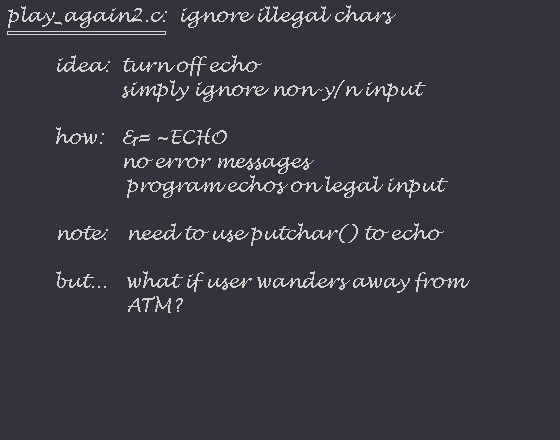 play_again2.c: ignore illegal chars
idea: turn off echo
simply ignore non-y/n input
how: &= ~ECHO
no error messages
program echos on legal input
note: need to use putchar() to echo
but... what if user wanders away from
ATM?